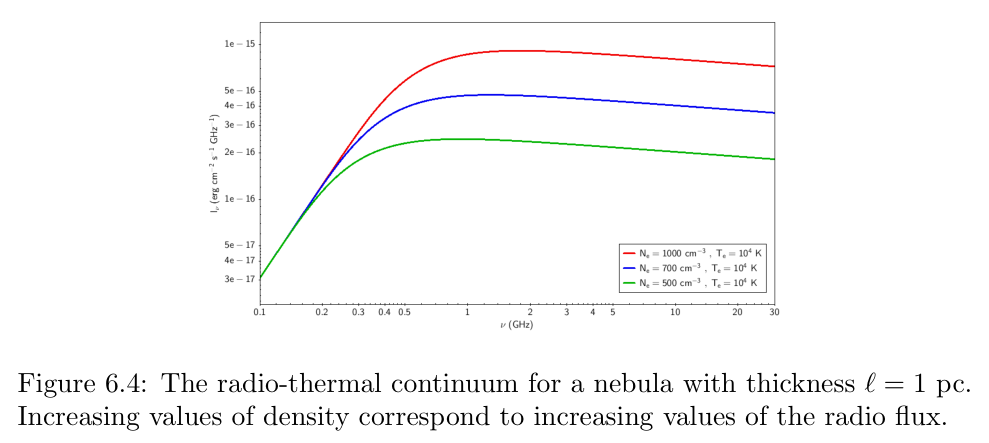 1e − 15
5e − 16
4e − 16
3e − 16
2e − 16
1e − 16
5e − 17
4e − 17
3e − 17
I_ν (erg cm⁻² s⁻¹ GHz⁻¹)
N_e = 1000 cm⁻³ , T_e = 10⁴ K
N_e = 700 cm⁻³ , T_e = 10⁴ K
N_e = 500 cm⁻³ , T_e = 10⁴ K
0.1 0.2 0.3 0.4 0.5 1 2 3 4 5 10 20 30
ν (GHz)
Figure 6.4: The radio-thermal continuum for a nebula with thickness ℓ = 1 pc.
Increasing values of density correspond to increasing values of the radio flux.